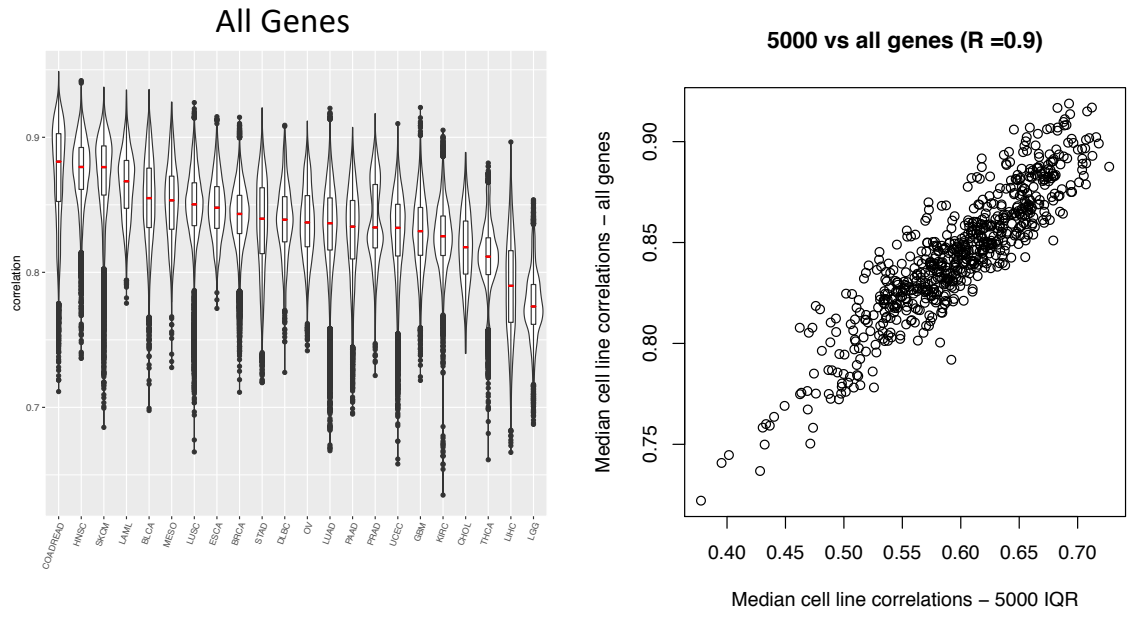 All Genes
correlation
0.9
0.8
0.7
COADREAD
HNSC
SKCM
LAML
BLCA
MESO
LUSC
ESCA
BRCA
STAD
DLBC
OV
LUAD
PAAD
PRAD
UCEC
GBM
KIRC
CHOL
THCA
LIHC
LGG
5000 vs all genes (R =0.9)
Median cell line correlations − all genes
0.90
0.85
0.80
0.75
0.40 0.45 0.50 0.55 0.60 0.65 0.70
Median cell line correlations − 5000 IQR